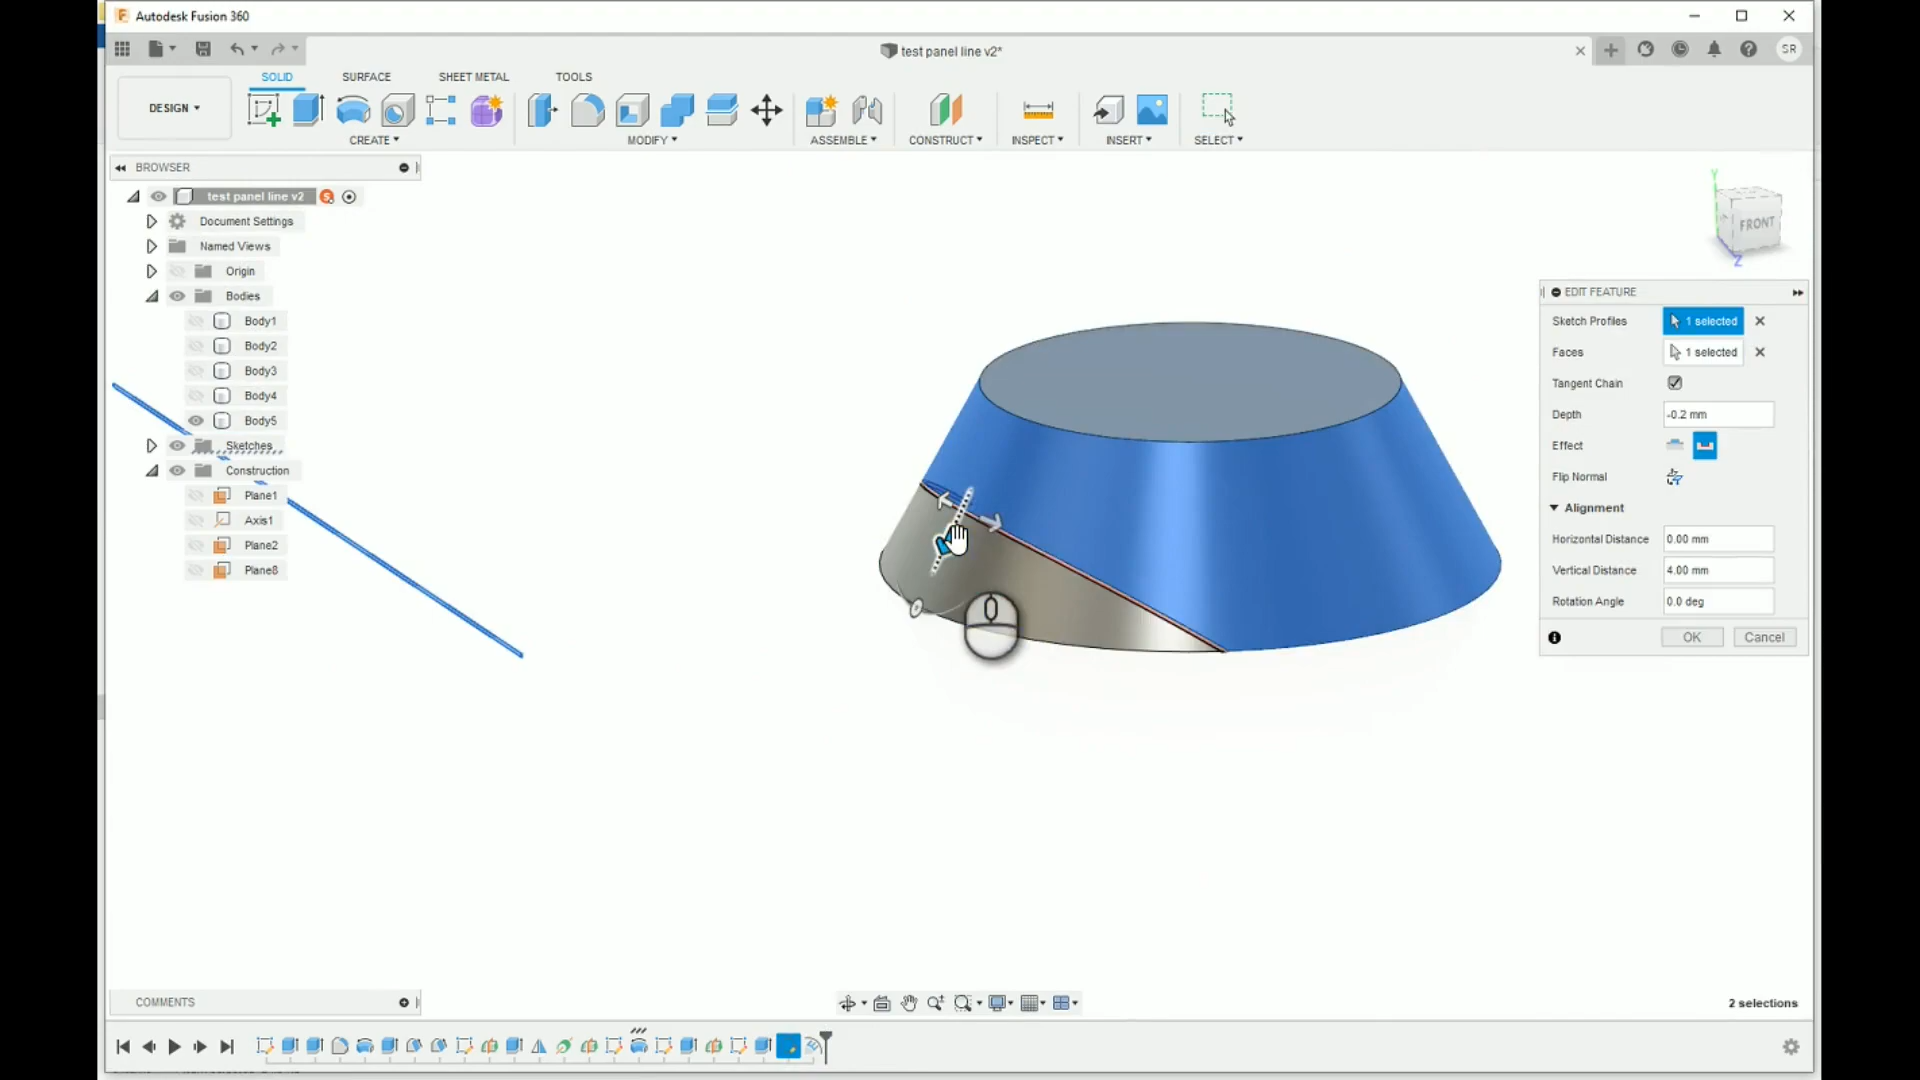 Autodesk Fusion 360
test panel line v2*
SR
SOLID SURFACE SHEET METAL TOOLS
DESIGN
CREATE MODIFY ASSEMBLE CONSTRUCT INSPECT INSERT SELECT
BROWSER
test panel line v2
Document Settings
Named Views
Origin
Bodies
Body1
Body2
Body3
Body4
Body5
Sketches
Construction
Plane1
Axis1
Plane2
Plane8
FRONT
Y
Z
EDIT FEATURE
Sketch Profiles 1 selected
Faces 1 selected
Tangent Chain
Depth -0.2 mm
Effect
Flip Normal
Alignment
Horizontal Distance 0.00 mm
Vertical Distance 4.00 mm
Rotation Angle 0.0 deg
OK Cancel
COMMENTS
2 selections